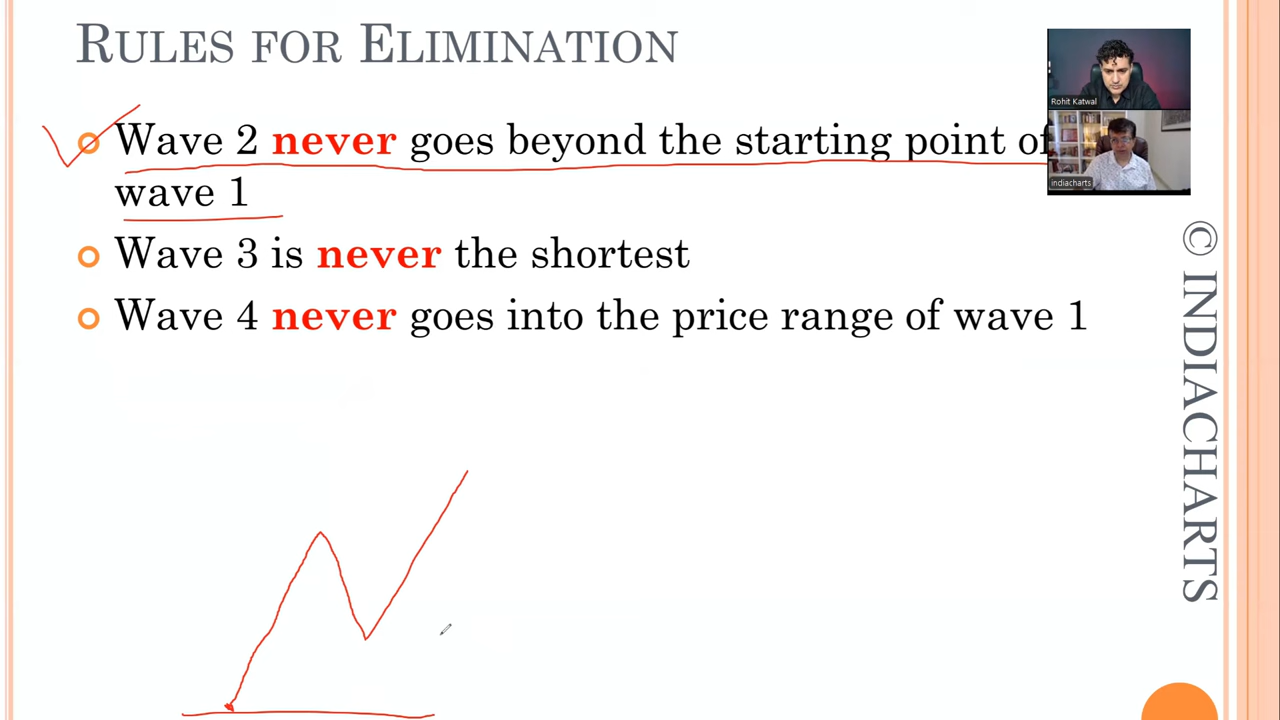 RULES FOR ELIMINATION
Wave 2 never goes beyond the starting point of
wave 1
Wave 3 is never the shortest
Wave 4 never goes into the price range of wave 1
Rohit Katwal
indiacharts
© INDIACHARTS